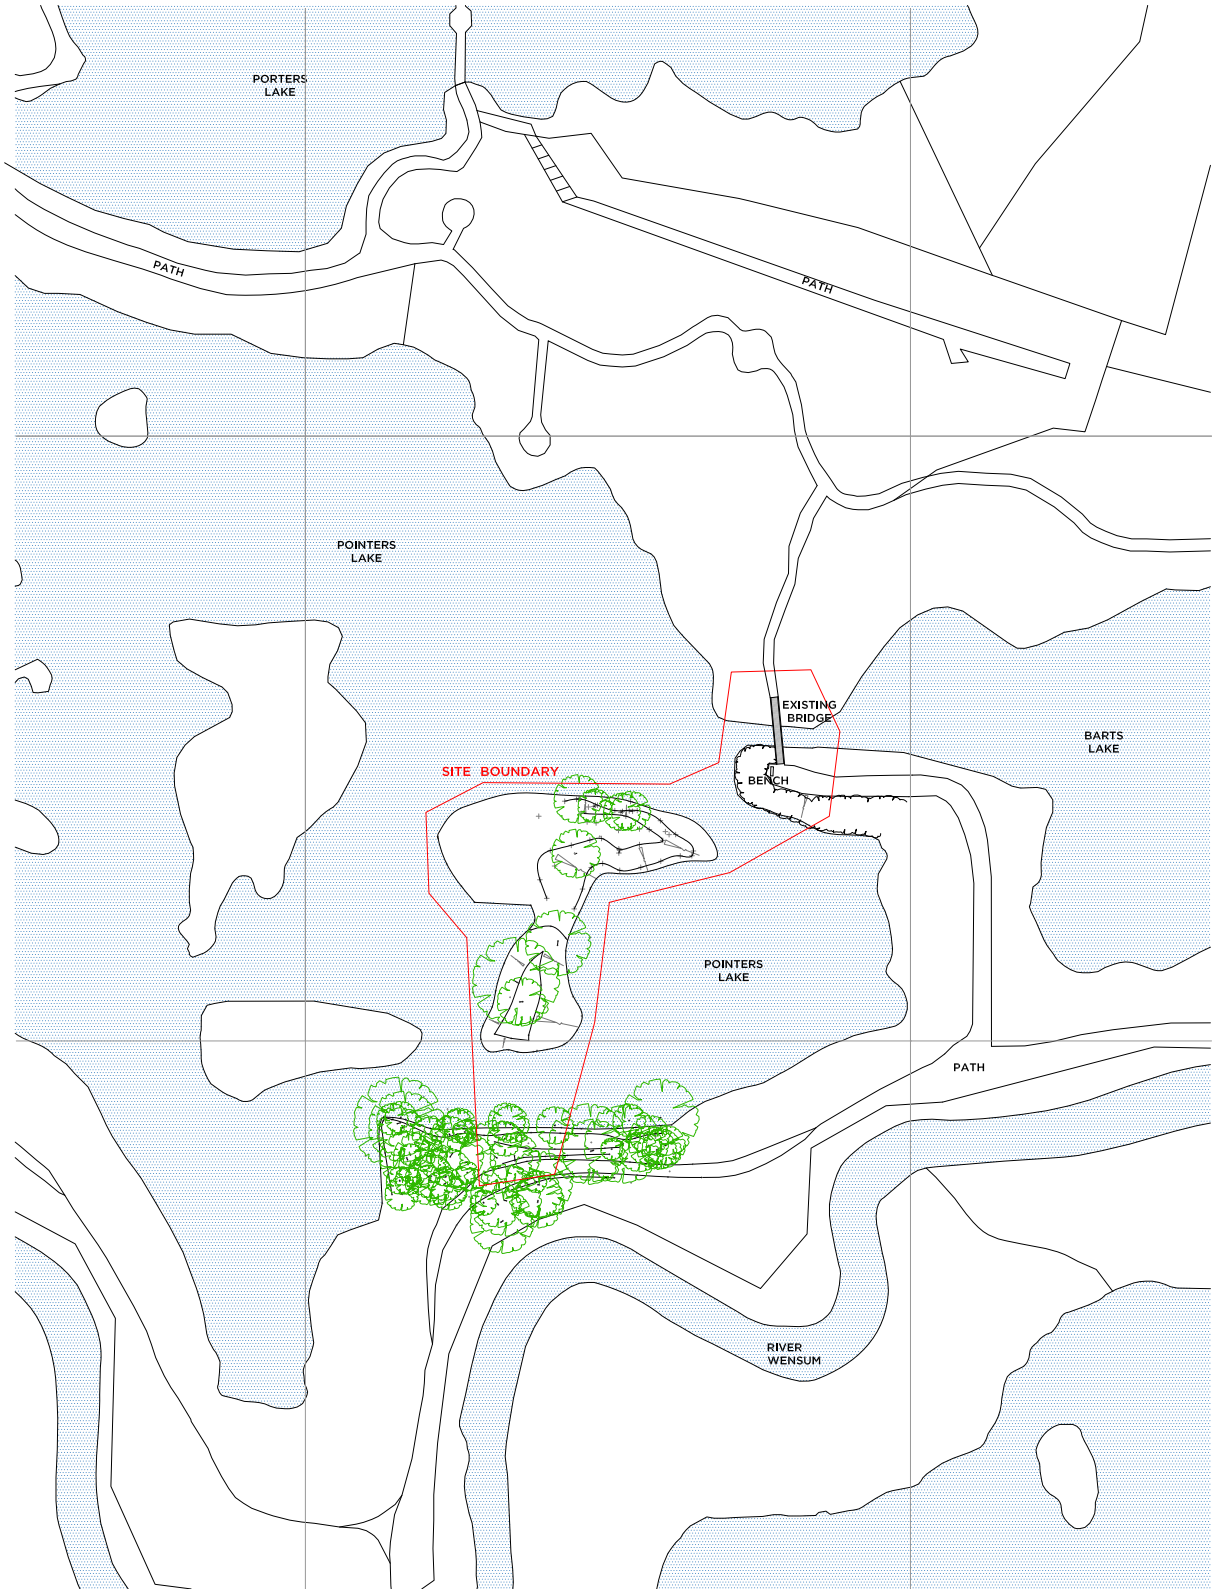 PORTERS
LAKE
PATH
PATH
POINTERS
LAKE
EXISTING
BRIDGE
BARTS
LAKE
SITE BOUNDARY
BENCH
POINTERS
LAKE
PATH
RIVER
WENSUM